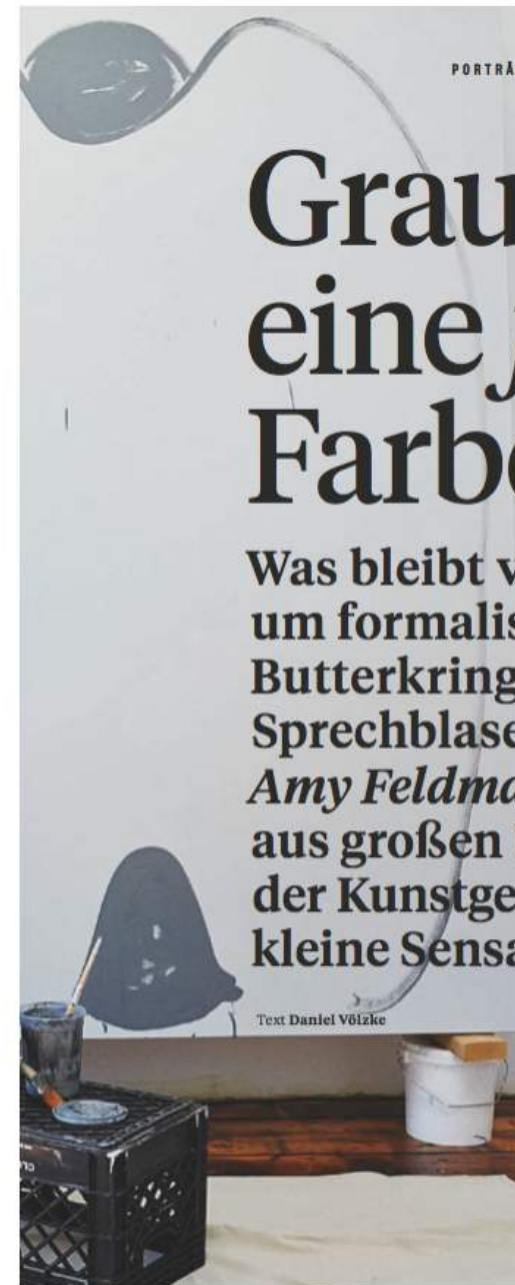 PORTRÄ
Grau
eine
Farbe
Was bleibt v
um formalis
Butterkring
Sprechblase
Amy Feldma
aus großen
der Kunstge
kleine Sensa
Text Daniel Völzke